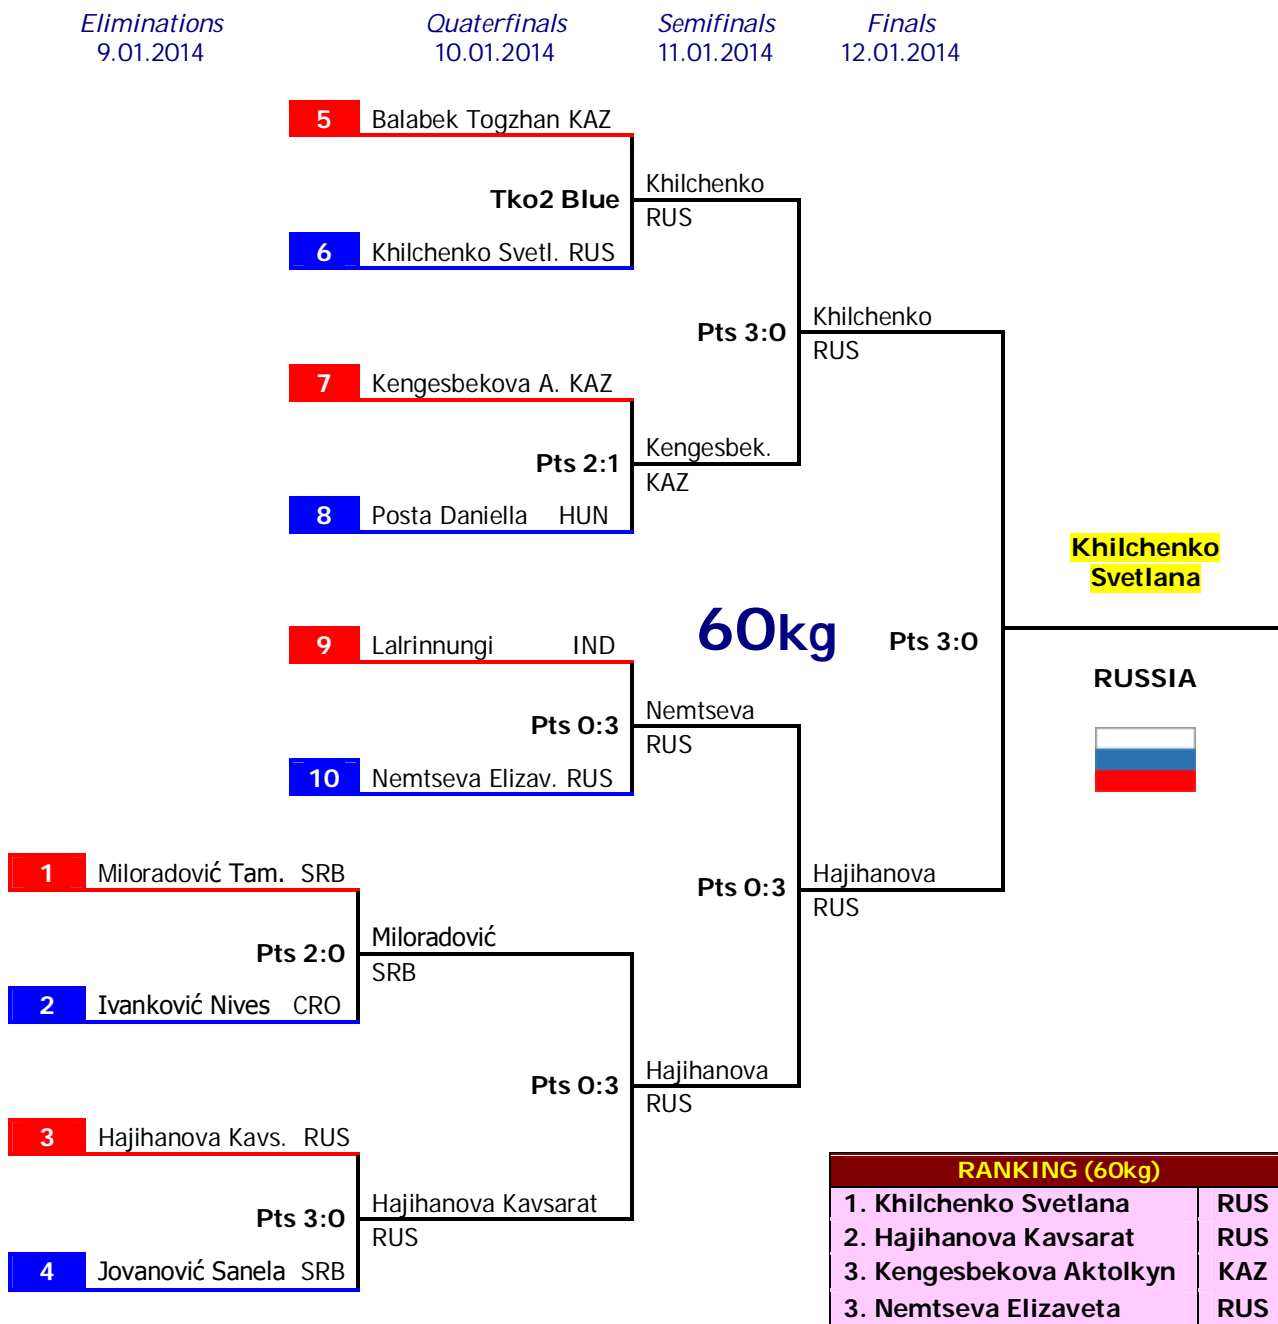 Eliminations Quaterfinals Semifinals Finals
9.01.2014 10.01.2014 11.01.2014 12.01.2014
5 Balabek Togzhan KAZ
Tko2 Blue
Khilchenko
RUS
6 Khilchenko Svetl. RUS
Pts 3:0
Khilchenko
RUS
7 Kengesbekova A. KAZ
Pts 2:1
Kengesbek.
KAZ
8 Posta Daniella HUN
Khilchenko
Svetlana
60kg
Pts 3:0
RUSSIA
9 Lalrinnungi IND
Pts 0:3
Nemtseva
RUS
10 Nemtseva Elizav. RUS
1 Miloradović Tam. SRB
Pts 0:3
Hajihanova
RUS
Pts 2:0
Miloradović
SRB
2 Ivanković Nives CRO
Pts 0:3
Hajihanova
RUS
3 Hajihanova Kavs. RUS
Pts 3:0
Hajihanova Kavsarat
RUS
4 Jovanović Sanela SRB
RANKING (60kg)
1. Khilchenko Svetlana RUS
2. Hajihanova Kavsarat RUS
3. Kengesbekova Aktolkyn KAZ
3. Nemtseva Elizaveta RUS